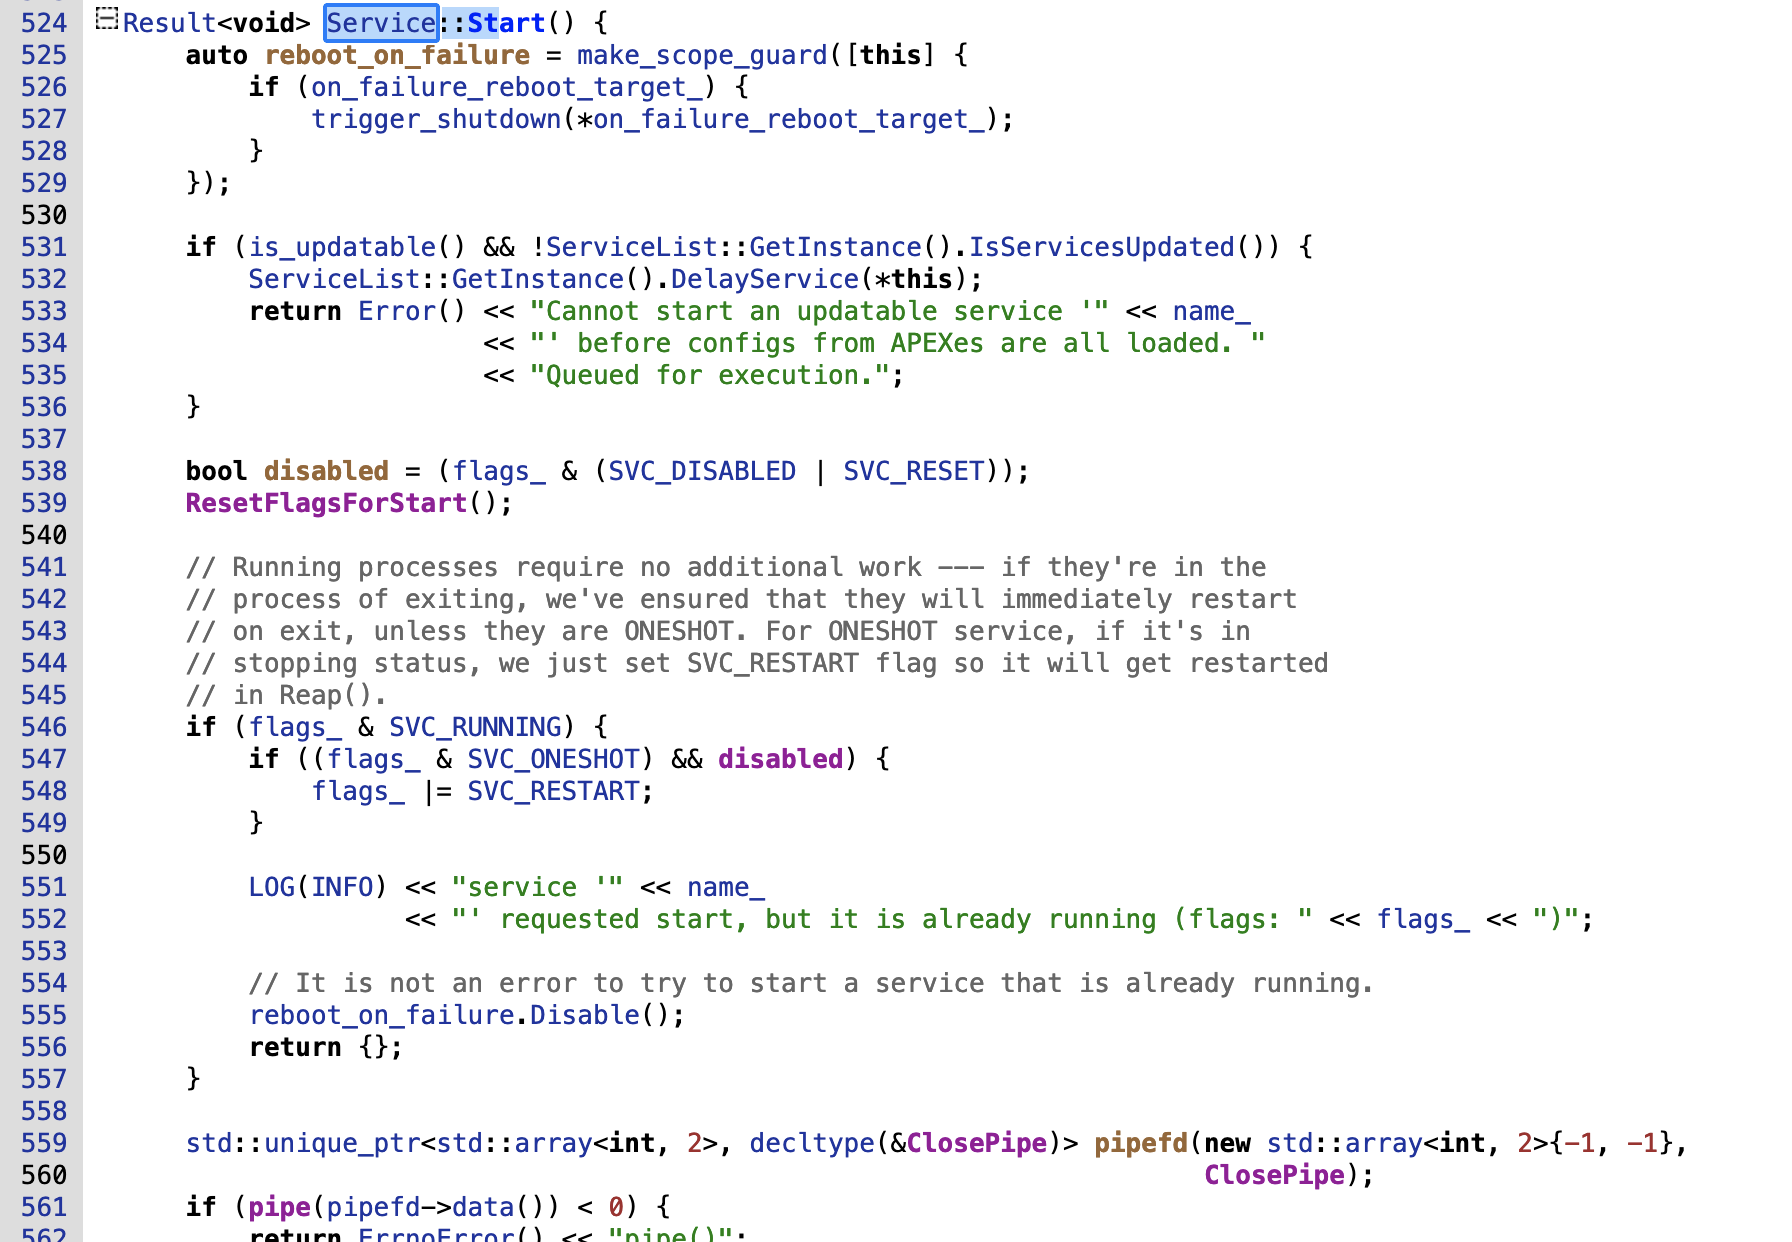 524 Result<void> Service::Start() {
525 auto reboot_on_failure = make_scope_guard([this] {
526 if (on_failure_reboot_target_) {
527 trigger_shutdown(*on_failure_reboot_target_);
528 }
529 });
530
531 if (is_updatable() && !ServiceList::GetInstance().IsServicesUpdated()) {
532 ServiceList::GetInstance().DelayService(*this);
533 return Error() << "Cannot start an updatable service '" << name_
534 << "' before configs from APEXes are all loaded. "
535 << "Queued for execution.";
536 }
537
538 bool disabled = (flags_ & (SVC_DISABLED | SVC_RESET));
539 ResetFlagsForStart();
540
541 // Running processes require no additional work --- if they're in the
542 // process of exiting, we've ensured that they will immediately restart
543 // on exit, unless they are ONESHOT. For ONESHOT service, if it's in
544 // stopping status, we just set SVC_RESTART flag so it will get restarted
545 // in Reap().
546 if (flags_ & SVC_RUNNING) {
547 if ((flags_ & SVC_ONESHOT) && disabled) {
548 flags_ |= SVC_RESTART;
549 }
550
551 LOG(INFO) << "service '" << name_
552 << "' requested start, but it is already running (flags: " << flags_ << ")";
553
554 // It is not an error to try to start a service that is already running.
555 reboot_on_failure.Disable();
556 return {};
557 }
558
559 std::unique_ptr<std::array<int, 2>, decltype(&ClosePipe)> pipefd(new std::array<int, 2>{-1, -1},
560 ClosePipe);
561 if (pipe(pipefd->data()) < 0) {
562 return ErrnoError() << "pipe()";